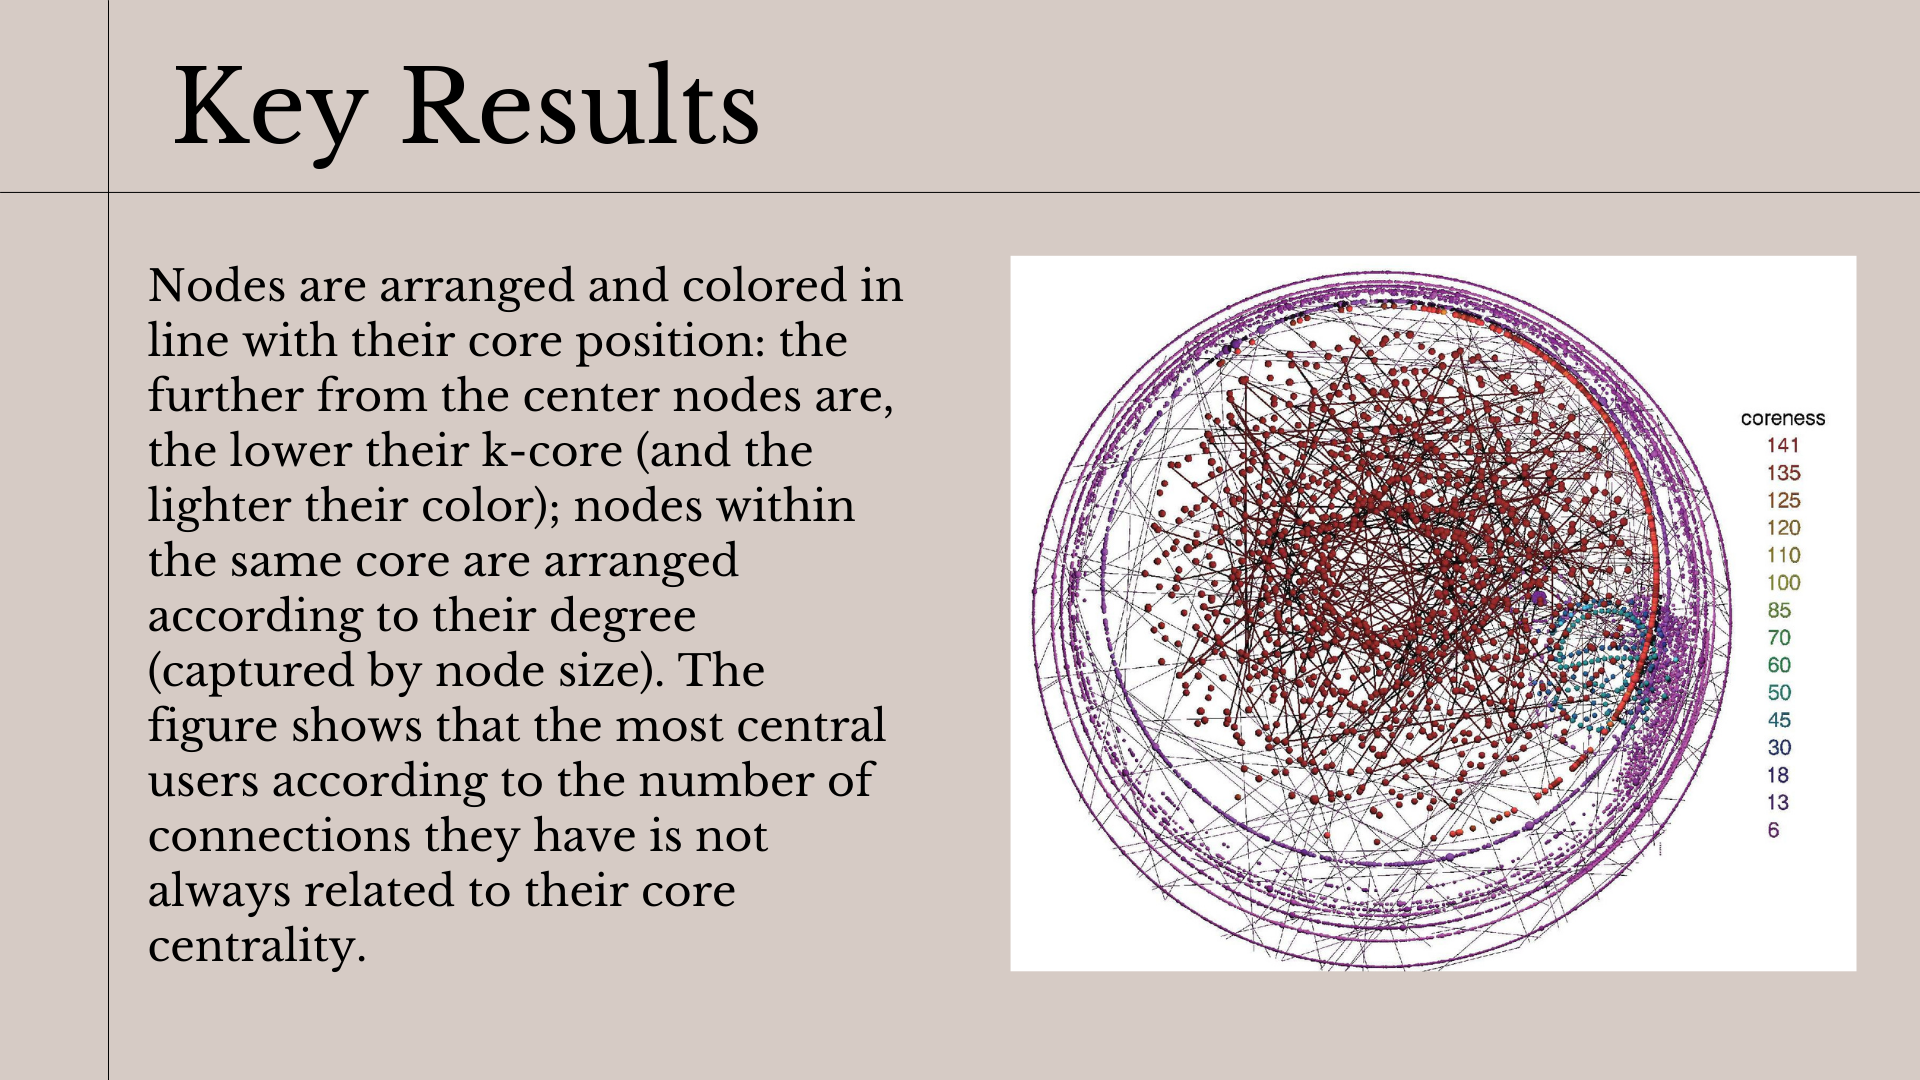 Key Results
Nodes are arranged and colored in
line with their core position: the
further from the center nodes are,
the lower their k-core (and the
lighter their color); nodes within
the same core are arranged
according to their degree
(captured by node size). The
figure shows that the most central
users according to the number of
connections they have is not
always related to their core
centrality.
coreness
141
135
125
120
110
100
85
70
60
50
45
30
18
13
6